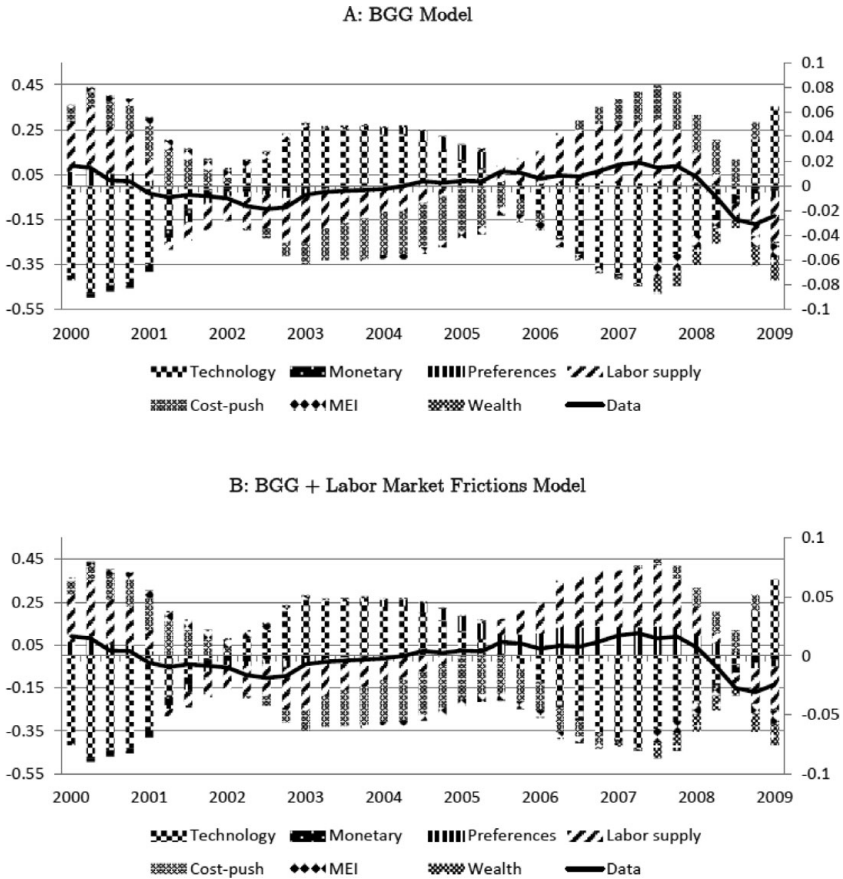 A: BGG Model
0.45 0.25 0.05 -0.15 -0.35 -0.55
0.1 0.08 0.06 0.04 0.02 0 -0.02 -0.04 -0.06 -0.08 -0.1
2000 2001 2002 2003 2004 2005 2006 2007 2008 2009
Technology Monetary Preferences Labor supply
Cost-push MEI Wealth Data
B: BGG + Labor Market Frictions Model
0.45 0.25 0.05 -0.15 -0.35 -0.55
0.1 0.05 0 -0.05 -0.1
2000 2001 2002 2003 2004 2005 2006 2007 2008 2009
Technology Monetary Preferences Labor supply
Cost-push MEI Wealth Data